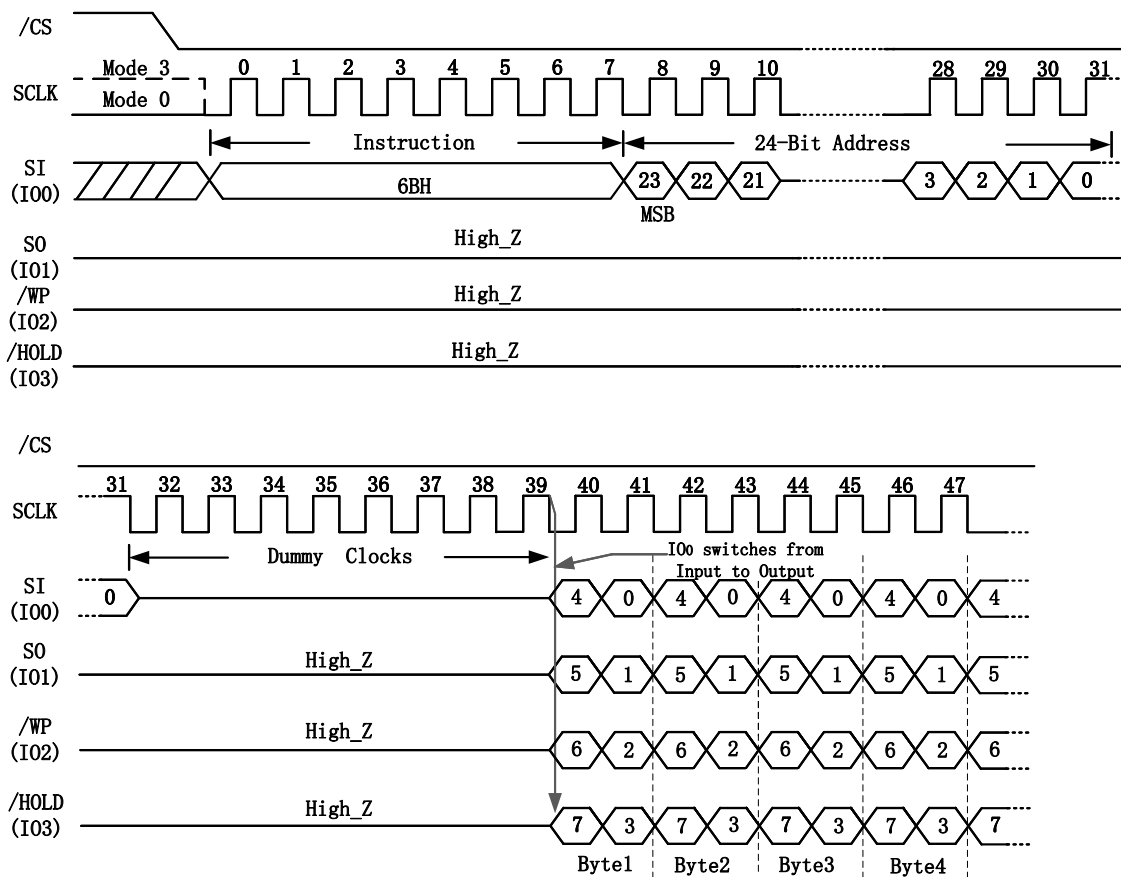 /CS
Mode 3 0 1 2 3 4 5 6 7 8 9 10 28 29 30 31
SCLK
Mode 0
Instruction 24-Bit Address
SI
(IO0)
6BH 23 22 21 3 2 1 0
MSB
SO
(IO1)
High_Z
/WP
(IO2)
High_Z
/HOLD
(IO3)
High_Z
/CS
31 32 33 34 35 36 37 38 39 40 41 42 43 44 45 46 47
SCLK
Dummy Clocks
IOo switches from
Input to Output
SI
(IO0)
0 4 0 4 0 4 0 4 0 4
SO
(IO1)
High_Z 5 1 5 1 5 1 5 1 5
/WP
(IO2)
High_Z 6 2 6 2 6 2 6 2 6
/HOLD
(IO3)
High_Z 7 3 7 3 7 3 7 3 7
Byte1 Byte2 Byte3 Byte4